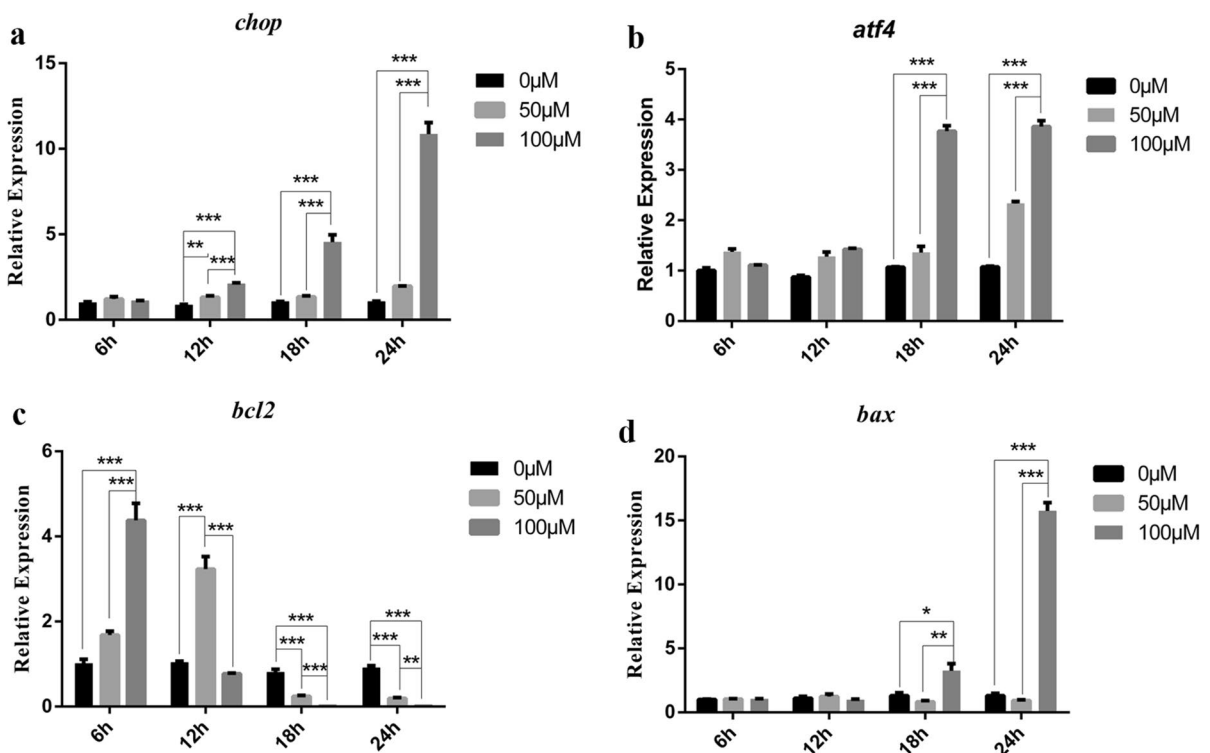 a
chop
Relative Expression
15
10
5
0
***
***
***
***
***
**
***
0μM
50μM
100μM
6h
12h
18h
24h
b
atf4
Relative Expression
5
4
3
2
1
0
***
***
***
***
0μM
50μM
100μM
6h
12h
18h
24h
c
bcl2
Relative Expression
6
4
2
0
***
***
***
***
***
***
***
***
***
**
0μM
50μM
100μM
6h
12h
18h
24h
d
bax
Relative Expression
20
15
10
5
0
***
***
*
**
0μM
50μM
100μM
6h
12h
18h
24h